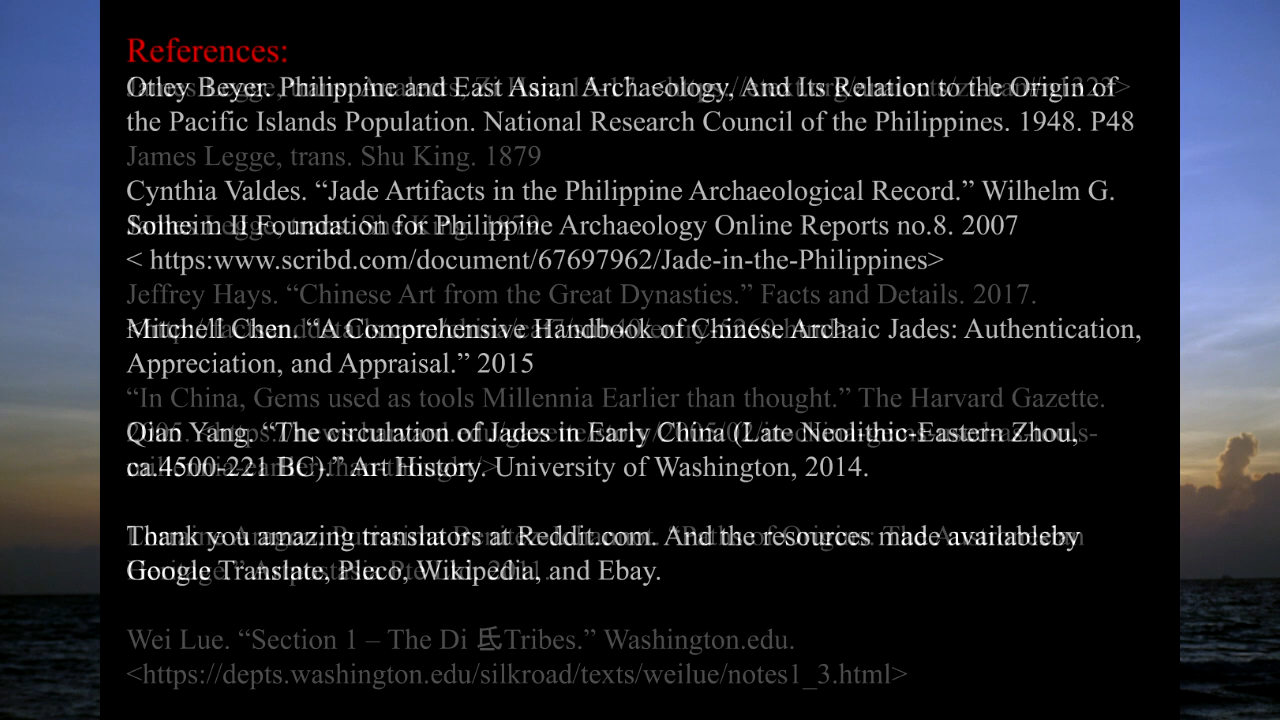 References:
Otley Beyer. Philippine and East Asian Archaeology, And Its Relation to the Origin of
the Pacific Islands Population. National Research Council of the Philippines. 1948. P48
James Legge, trans. Shu King. 1879
Cynthia Valdes. “Jade Artifacts in the Philippine Archaeological Record.” Wilhelm G.
Solheim II Foundation for Philippine Archaeology Online Reports no.8. 2007
< https:www.scribd.com/document/67697962/Jade-in-the-Philippines>
Jeffrey Hays. “Chinese Art from the Great Dynasties.” Facts and Details. 2017.
Mitchell Chen. “A Comprehensive Handbook of Chinese Archaic Jades: Authentication,
Appreciation, and Appraisal.” 2015
“In China, Gems used as tools Millennia Earlier than thought.” The Harvard Gazette.
Qian Yang. “The circulation of Jades in Early China (Late Neolithic-Eastern Zhou,
ca.4500-221 BC).” Art History. University of Washington, 2014.
Thank you amazing translators at Reddit.com. And the resources made availableby
Google Translate, Pleco, Wikipedia, and Ebay.
Wei Lue. “Section 1 – The Di 氐Tribes.” Washington.edu.
<https://depts.washington.edu/silkroad/texts/weilue/notes1_3.html>